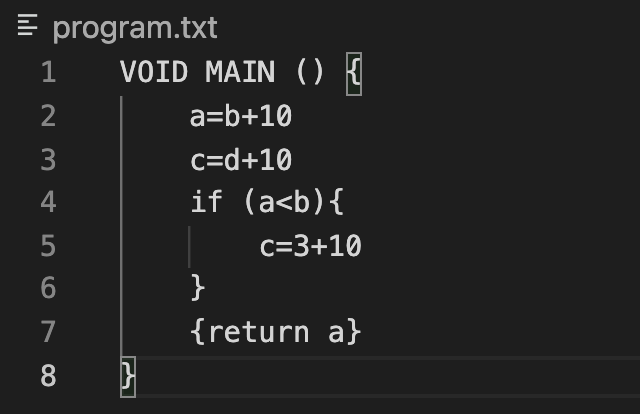 program.txt
1 VOID MAIN () {
2 a=b+10
3 c=d+10
4 if (a<b){
5 c=3+10
6 }
7 {return a}
8 }